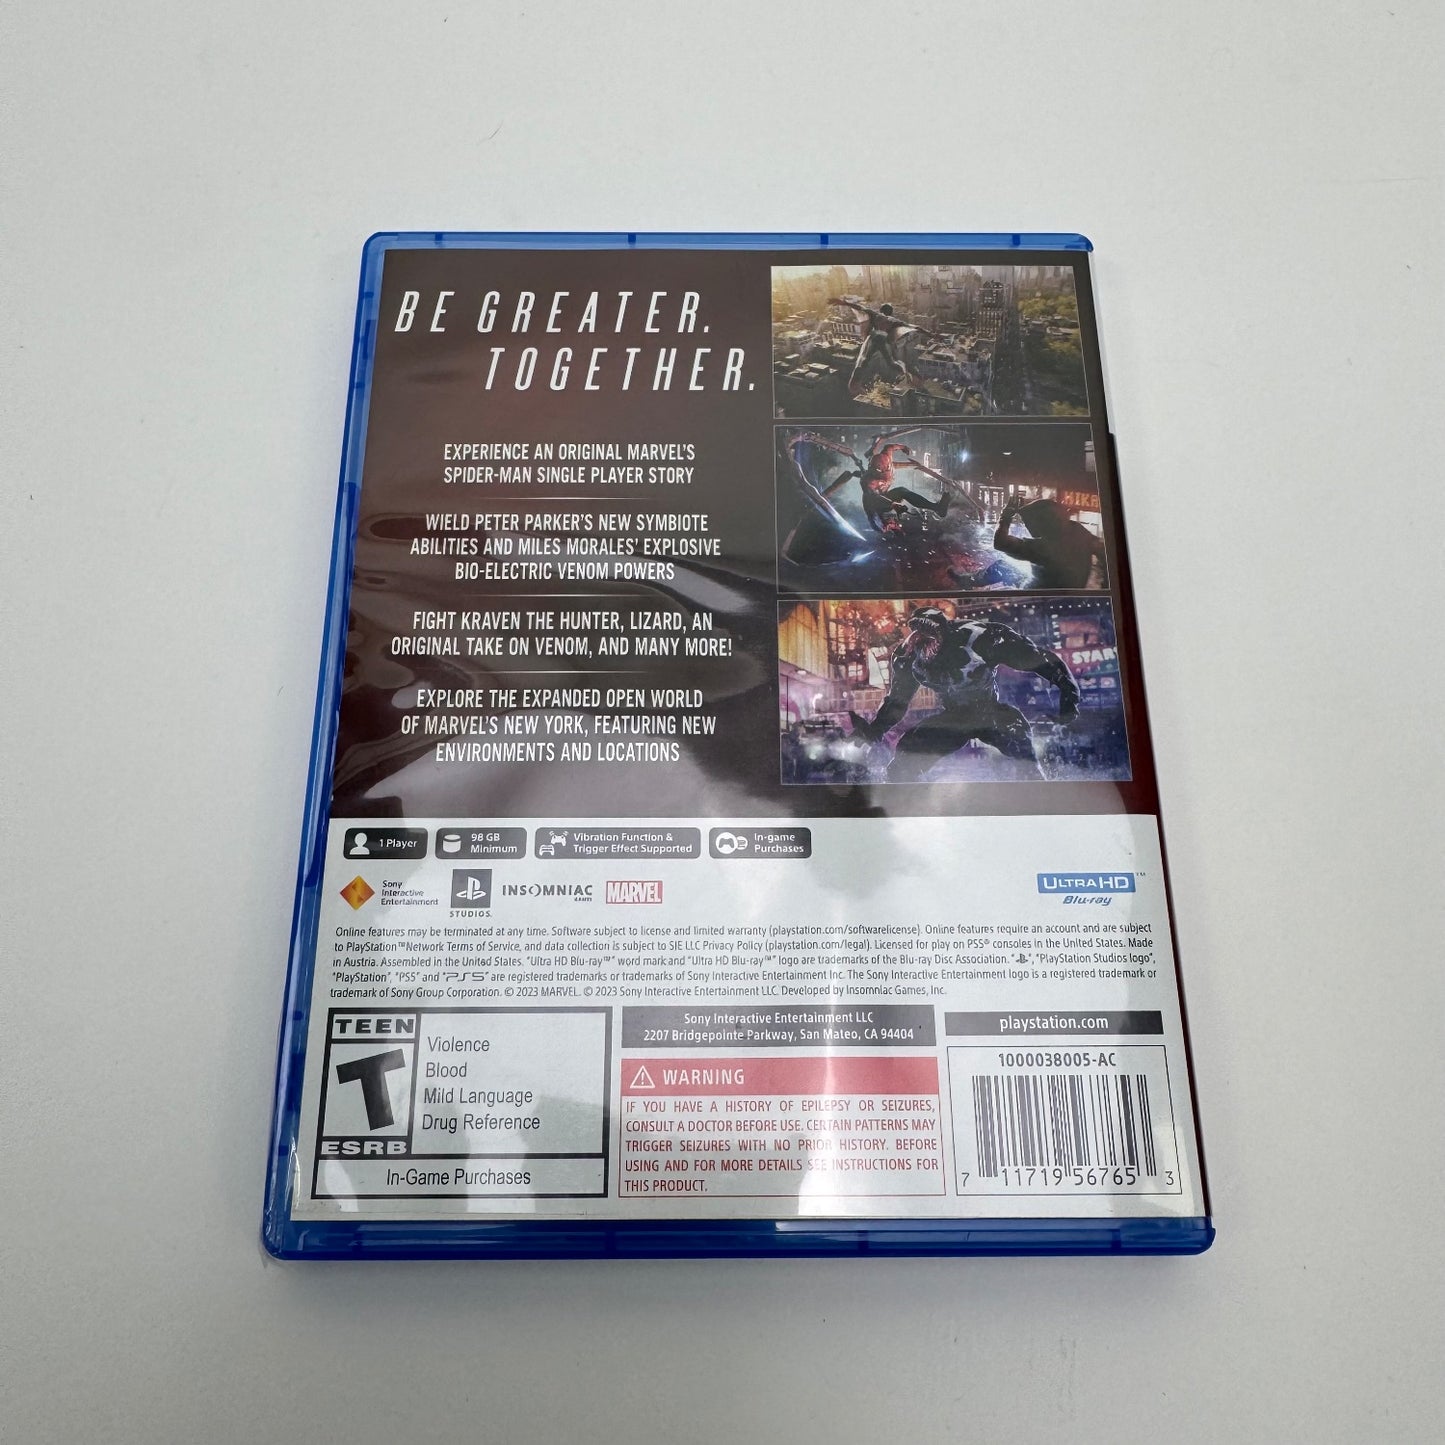 BE GREATER.
TOGETHER.
EXPERIENCE AN ORIGINAL MARVEL'S
SPIDER-MAN SINGLE PLAYER STORY
WIELD PETER PARKER'S NEW SYMBIOTE
ABILITIES AND MILES MORALES' EXPLOSIVE
BIO-ELECTRIC VENOM POWERS
FIGHT KRAVEN THE HUNTER, LIZARD, AN
ORIGINAL TAKE ON VENOM, AND MANY MORE!
EXPLORE THE EXPANDED OPEN WORLD
OF MARVEL'S NEW YORK, FEATURING NEW
ENVIRONMENTS AND LOCATIONS
STAR
1 Player
98 GB
Minimum
Vibration Function &
Trigger Effect Supported
In-game
Purchases
Sony
Interactive
Entertainment
STUDIOS.
INSOMNIAC
GAMES
MARVEL
ULTRA HD™
Blu-ray
Online features may be terminated at any time. Software subject to license and limited warranty (playstation.com/softwarelicense). Online features require an account and are subject
to PlayStation™Network Terms of Service, and data collection is subject to SIE LLC Privacy Policy (playstation.com/legal). Licensed for play on PS5® consoles in the United States. Made
in Austria. Assembled in the United States. "Ultra HD Blu-ray™" word mark and "Ultra HD Blu-ray™" logo are trademarks of the Blu-ray Disc Association. "PS", "PlayStation Studios logo",
"PlayStation", "PS5" and "PS5" are registered trademarks or trademarks of Sony Interactive Entertainment Inc. The Sony Interactive Entertainment logo is a registered trademark or
trademark of Sony Group Corporation. © 2023 MARVEL. © 2023 Sony Interactive Entertainment LLC. Developed by Insomniac Games, Inc.
TEEN
T
ESRB
Violence
Blood
Mild Language
Drug Reference
In-Game Purchases
Sony Interactive Entertainment LLC
2207 Bridgepointe Parkway, San Mateo, CA 94404
WARNING
IF YOU HAVE A HISTORY OF EPILEPSY OR SEIZURES,
CONSULT A DOCTOR BEFORE USE. CERTAIN PATTERNS MAY
TRIGGER SEIZURES WITH NO PRIOR HISTORY. BEFORE
USING AND FOR MORE DETAILS SEE INSTRUCTIONS FOR
THIS PRODUCT.
playstation.com
1000038005-AC
7 11719 56765 3